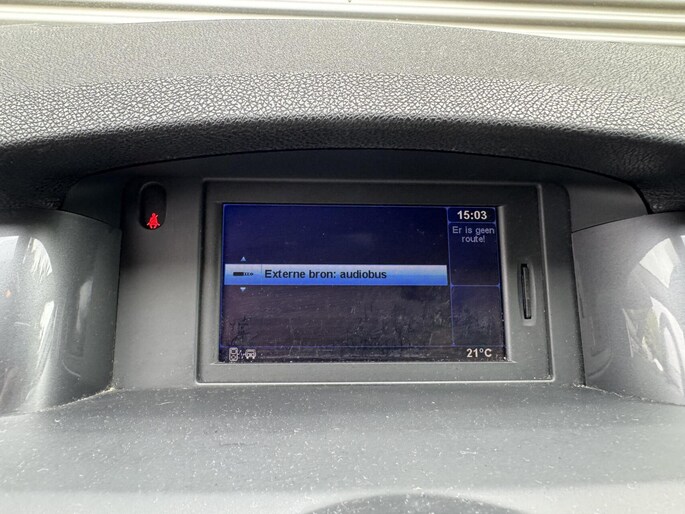 15:03
Er is geen
route!
Externe bron: audiobus
21°C